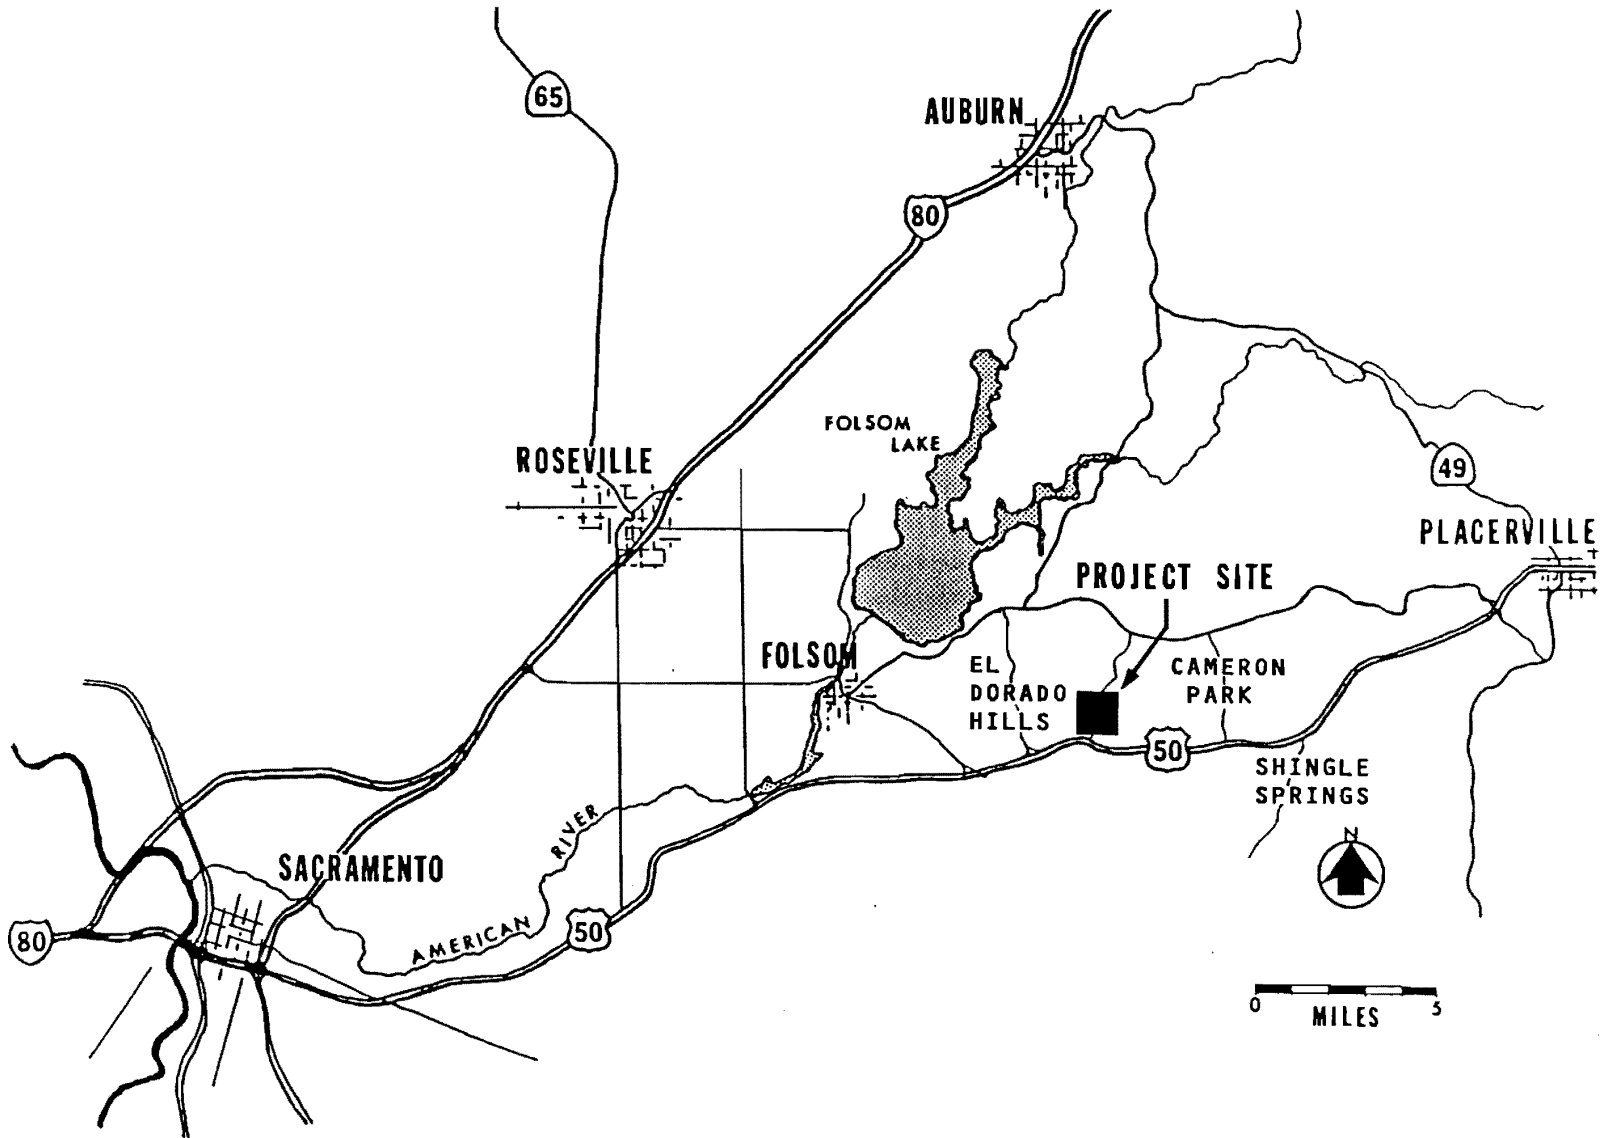 65
AUBURN
80
FOLSOM
LAKE
ROSEVILLE
49
PLACERVILLE
PROJECT SITE
FOLSOM
EL
DORADO
HILLS
CAMERON
PARK
50
SHINGLE
SPRINGS
RIVER
N
SACRAMENTO
AMERICAN
50
80
0 5
MILES